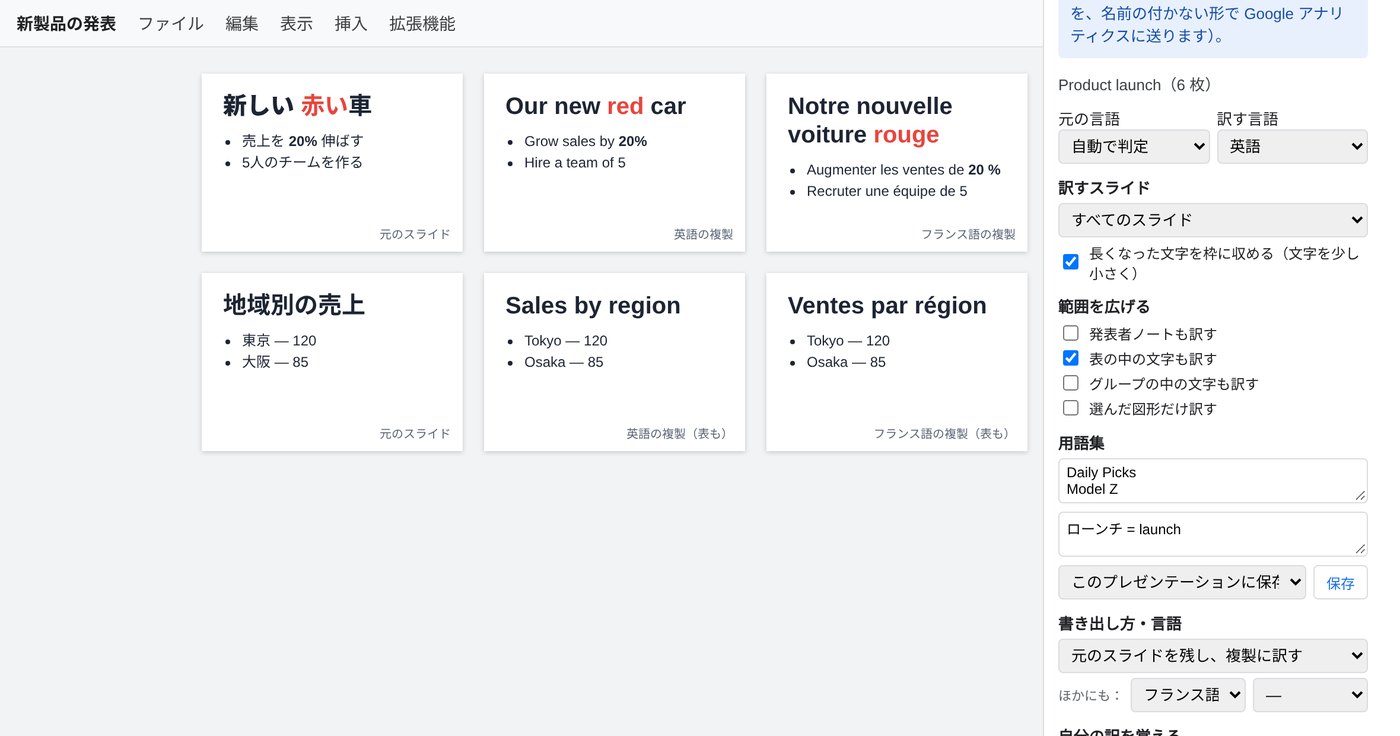 新製品の発表 ファイル 編集 表示 挿入 拡張機能
新しい 赤い車
売上を 20% 伸ばす
5人のチームを作る
元のスライド
Our new red car
Grow sales by 20%
Hire a team of 5
英語の複製
Notre nouvelle
voiture rouge
Augmenter les ventes de 20 %
Recruter une équipe de 5
フランス語の複製
地域別の売上
東京 — 120
大阪 — 85
元のスライド
Sales by region
Tokyo — 120
Osaka — 85
英語の複製（表も）
Ventes par région
Tokyo — 120
Osaka — 85
フランス語の複製（表も）
を、名前の付かない形で Google アナリ
ティクスに送ります）。
Product launch（6 枚）
元の言語 訳す言語
自動で判定 英語
訳すスライド
すべてのスライド
長くなった文字を枠に収める（文字を少し
小さく）
範囲を広げる
発表者ノートも訳す
表の中の文字も訳す
グループの中の文字も訳す
選んだ図形だけ訳す
用語集
Daily Picks
Model Z
ローンチ = launch
このプレゼンテーションに保存 保存
書き出し方・言語
元のスライドを残し、複製に訳す
ほかにも： フランス語 —
自分の訳を覚える